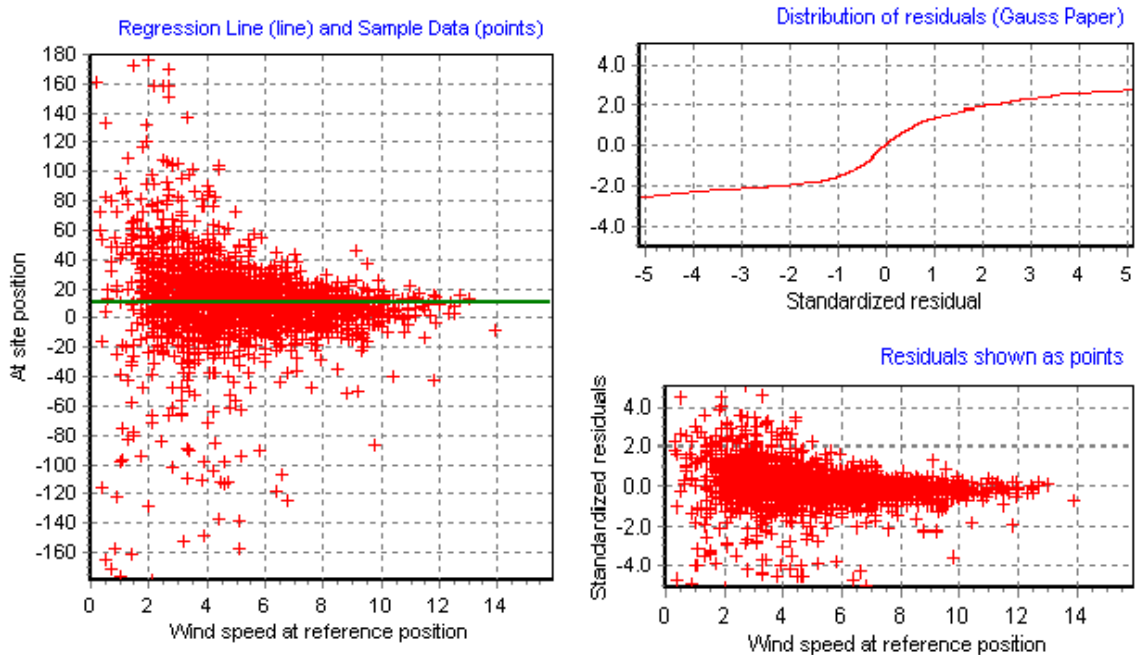 Regression Line (line) and Sample Data (points)
180
160
140
120
100
80
60
40
20
0
-20
-40
-60
-80
-100
-120
-140
-160
At site position
0 2 4 6 8 10 12 14
Wind speed at reference position
Distribution of residuals (Gauss Paper)
4.0
2.0
0.0
-2.0
-4.0
-5 -4 -3 -2 -1 0 1 2 3 4 5
Standardized residual
Residuals shown as points
Standardized residuals
4.0
2.0
0.0
-2.0
-4.0
0 2 4 6 8 10 12 14
Wind speed at reference position